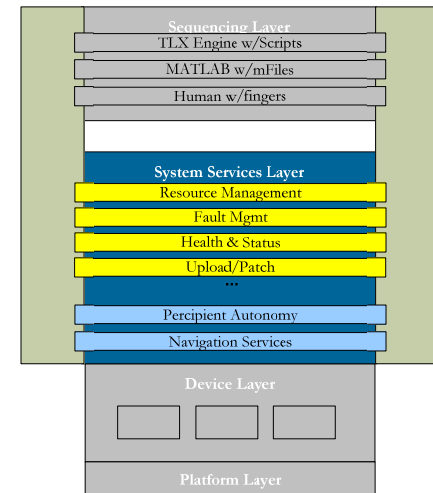 Sequencing Layer
TLX Engine w/Scripts
MATLAB w/mFiles
Human w/fingers
System Services Layer
Resource Management
Fault Mgmt
Health & Status
Upload/Patch
...
Percipient Autonomy
Navigation Services
Device Layer
Platform Layer